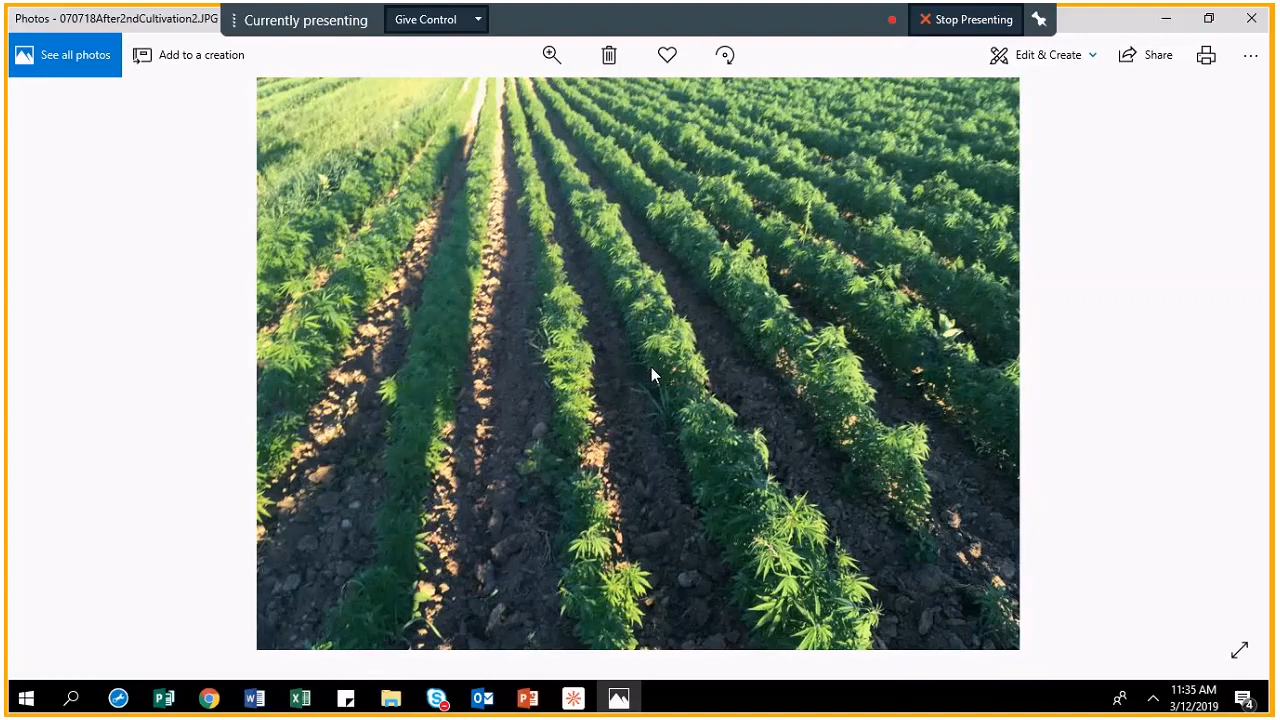 Photos - 070718After2ndCultivation2.JPG
Currently presenting
Give Control
Stop Presenting
See all photos
Add to a creation
Edit & Create
Share
11:35 AM
3/12/2019
4